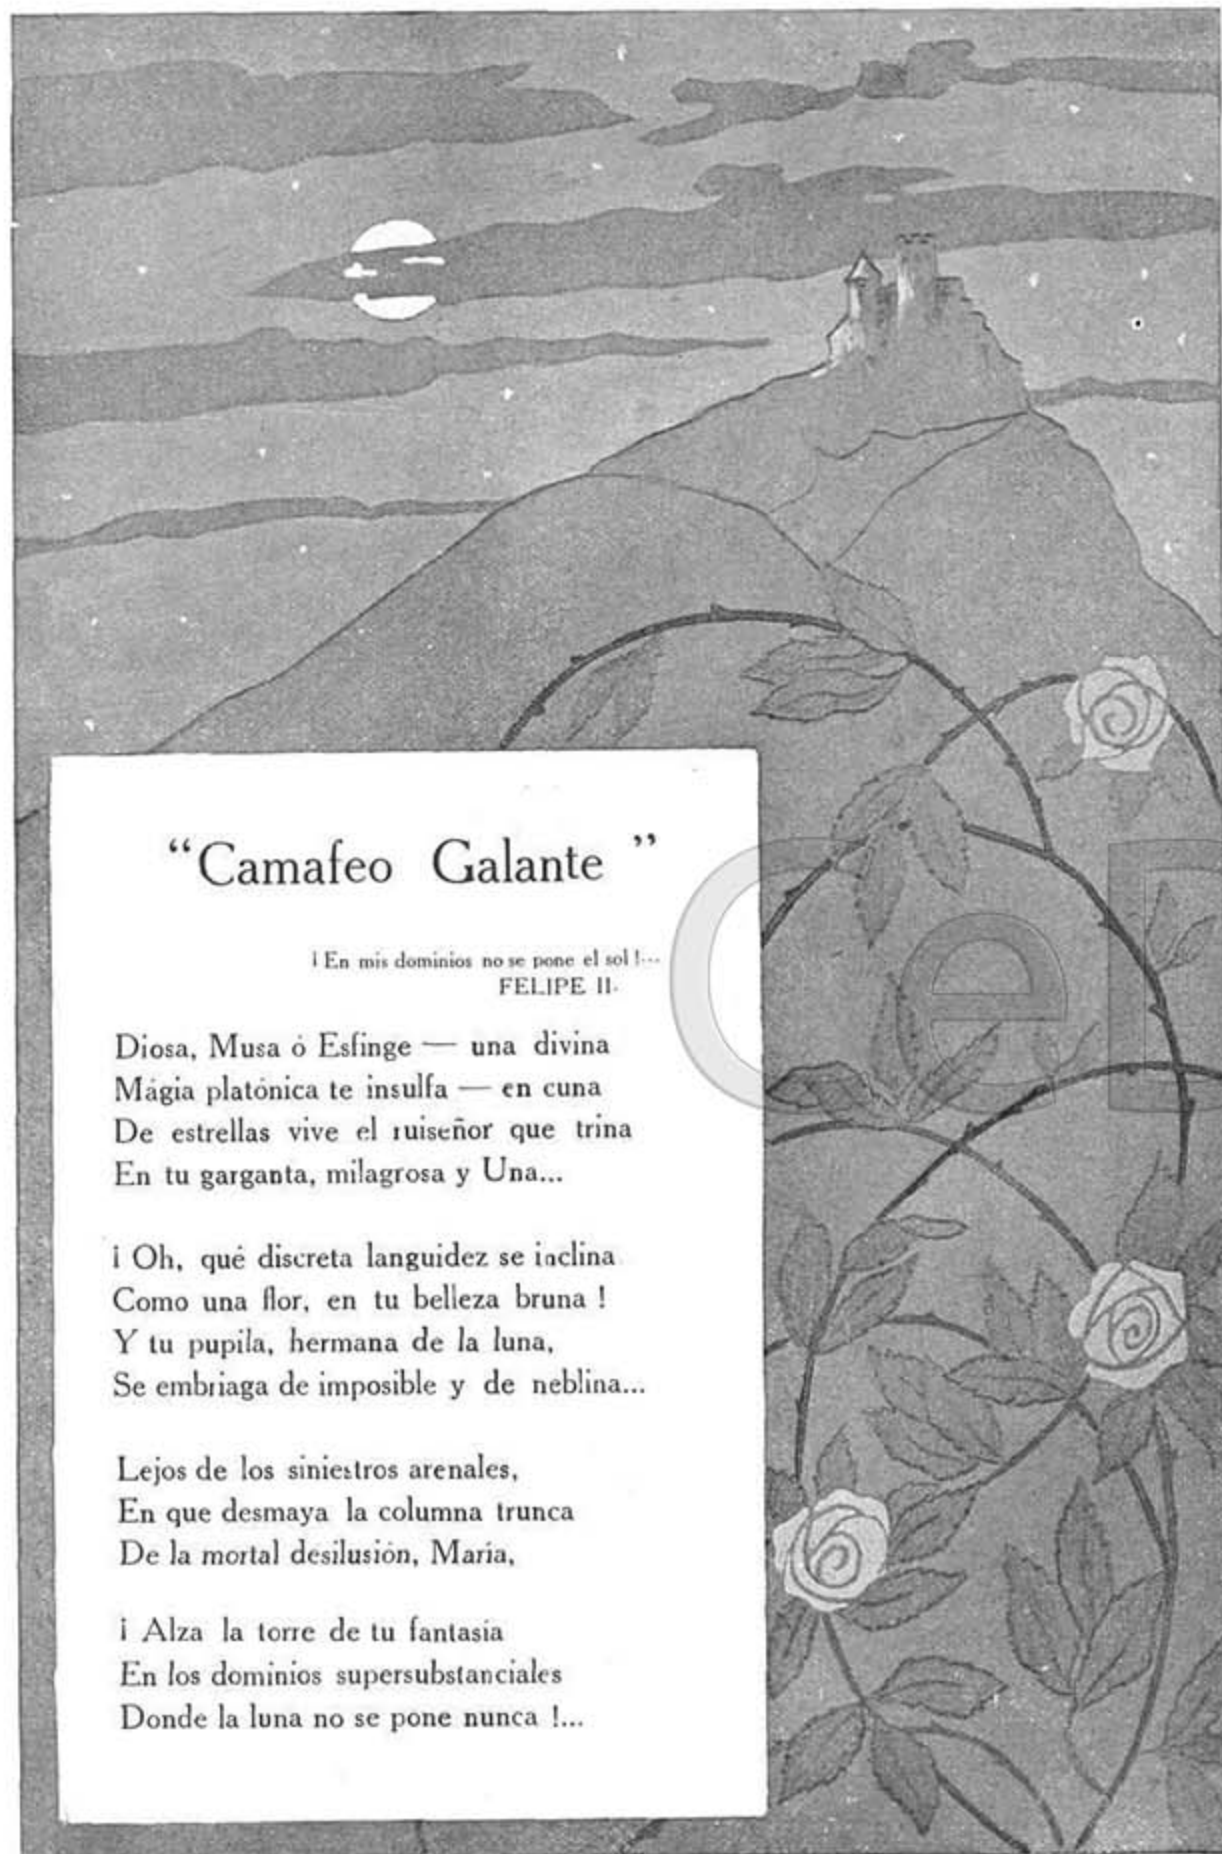 “Camafeo Galante”
¡En mis dominios no se pone el sol!...
FELIPE II.
Diosa, Musa ó Esfinge — una divina
Mágia platónica te insulfa — en cuna
De estrellas vive el ruiseñor que trina
En tu garganta, milagrosa y Una...
¡Oh, qué discreta languidez se inclina
Como una flor, en tu belleza bruna!
Y tu pupila, hermana de la luna,
Se embriaga de imposible y de neblina...
Lejos de los siniestros arenales,
En que desmaya la columna trunca
De la mortal desilusión, María,
¡Alza la torre de tu fantasia
En los dominios supersubstanciales
Donde la luna no se pone nunca!...